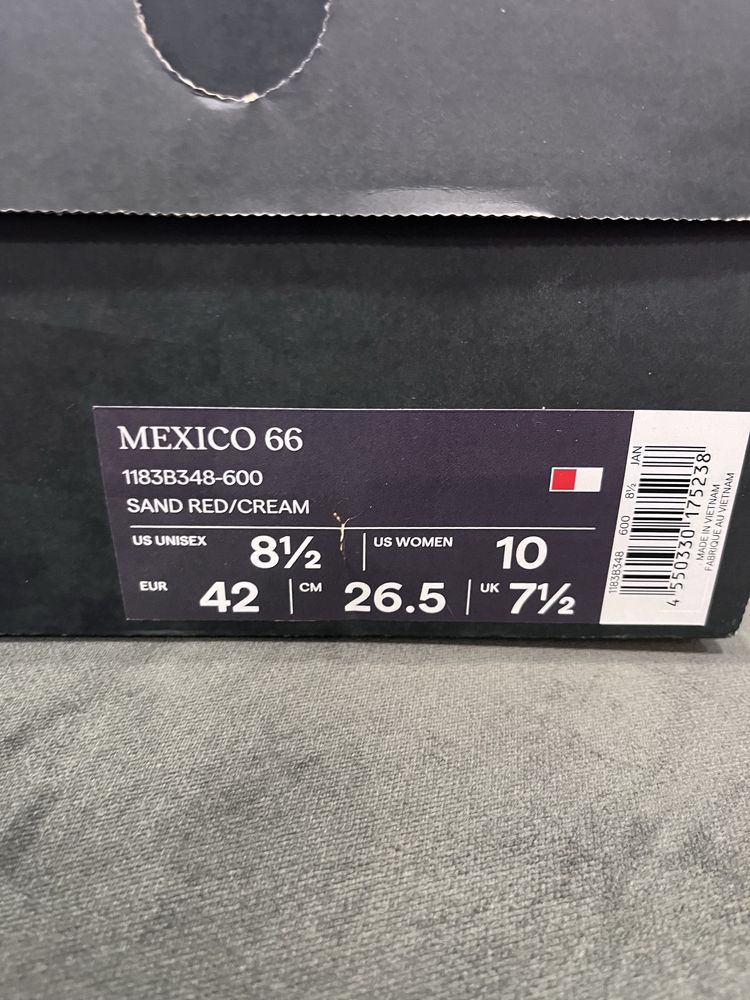 MEXICO 66
1183B348-600
SAND RED/CREAM
US UNISEX 8½ US WOMEN 10
EUR 42 CM 26.5 UK 7½
1183B348 600 8½ JAN
4 550330 175238
MADE IN VIETNAM
FABRIQUE AU VIETNAM